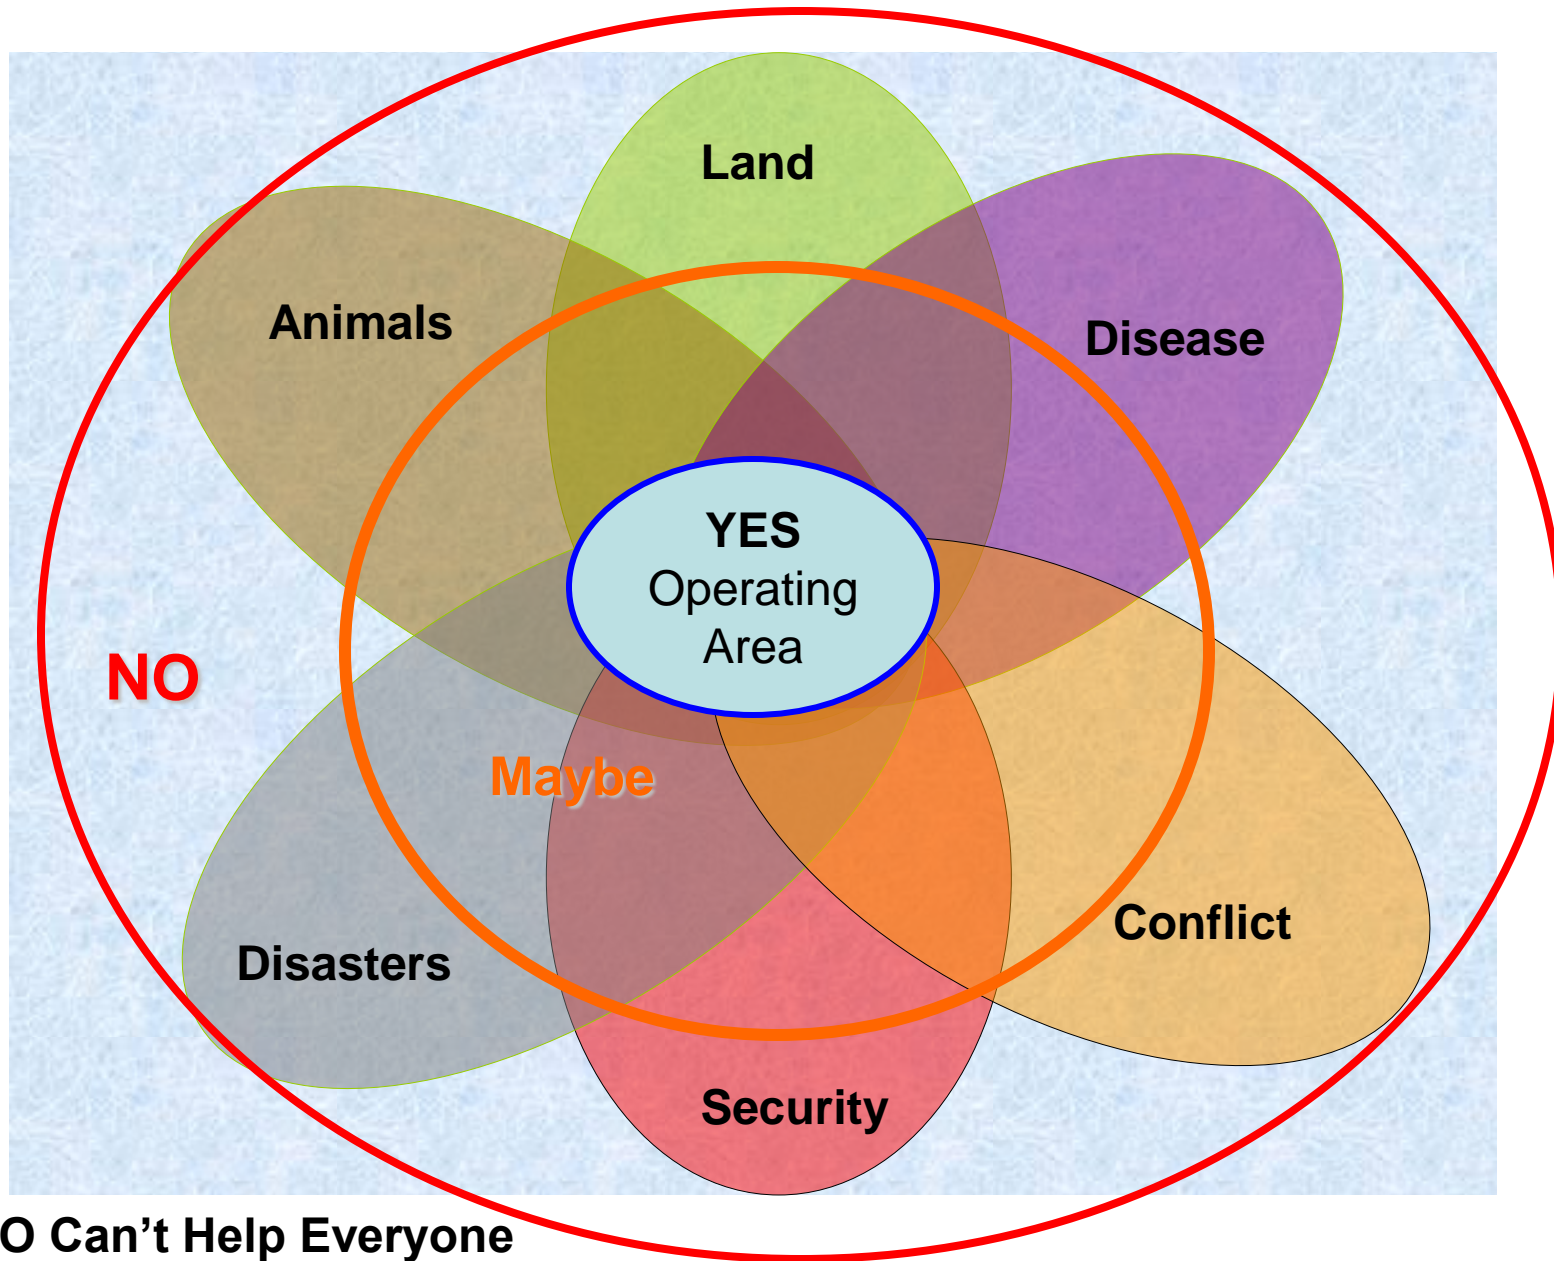 Land
Animals
Disease
YES
Operating
Area
NO
Maybe
Conflict
Disasters
Security
O Can’t Help Everyone